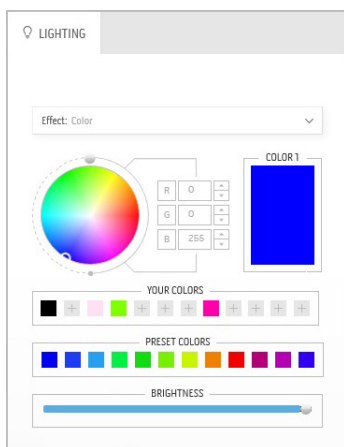 LIGHTING
Effect: Color
COLOR 1
R 0
G 0
B 255
YOUR COLORS
PRESET COLORS
BRIGHTNESS